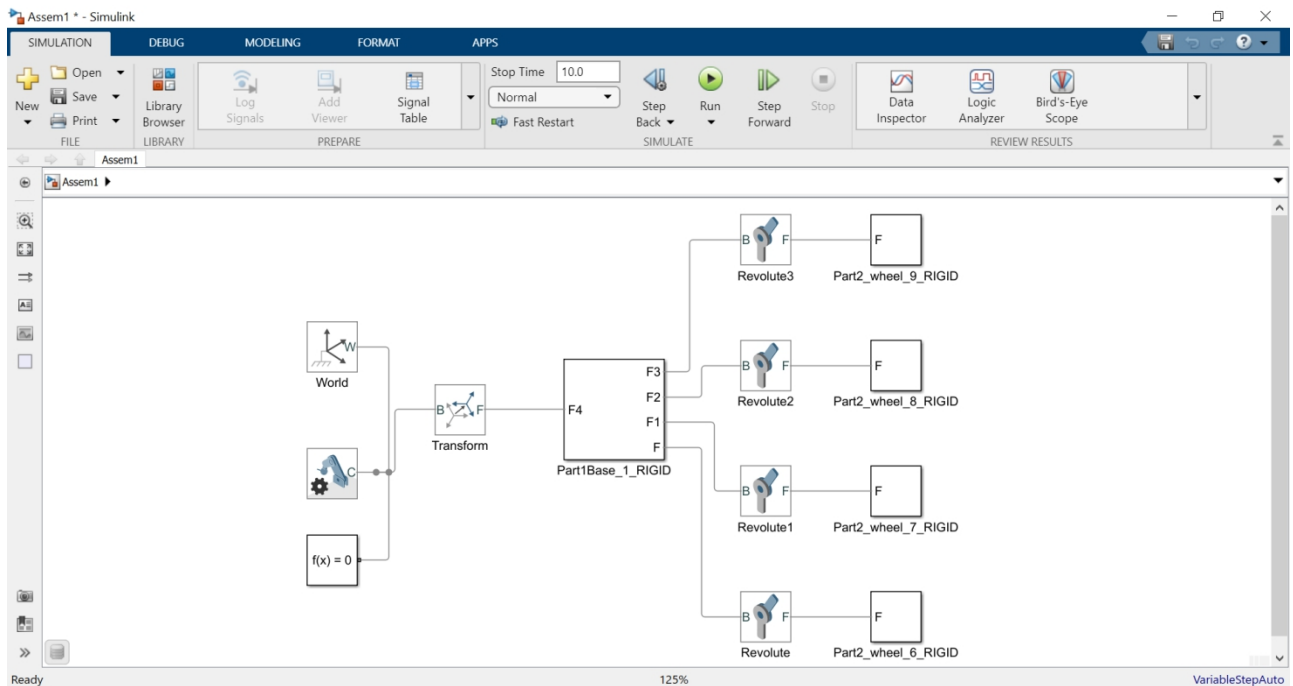 Assem1 * - Simulink
SIMULATION DEBUG MODELING FORMAT APPS
New
Open
Save
Print
FILE
Library Browser
LIBRARY
Log Signals
Add Viewer
Signal Table
PREPARE
Stop Time 10.0
Normal
Fast Restart
Step Back
Run
Step Forward
Stop
SIMULATE
Data Inspector
Logic Analyzer
Bird's-Eye Scope
REVIEW RESULTS
Assem1
Assem1
B F
Revolute3
F
Part2_wheel_9_RIGID
W
World
B F
Transform
F4 F3
F2
F1
F
Part1Base_1_RIGID
B F
Revolute2
F
Part2_wheel_8_RIGID
C
f(x) = 0
B F
Revolute1
F
Part2_wheel_7_RIGID
B F
Revolute
F
Part2_wheel_6_RIGID
Ready 125% VariableStepAuto